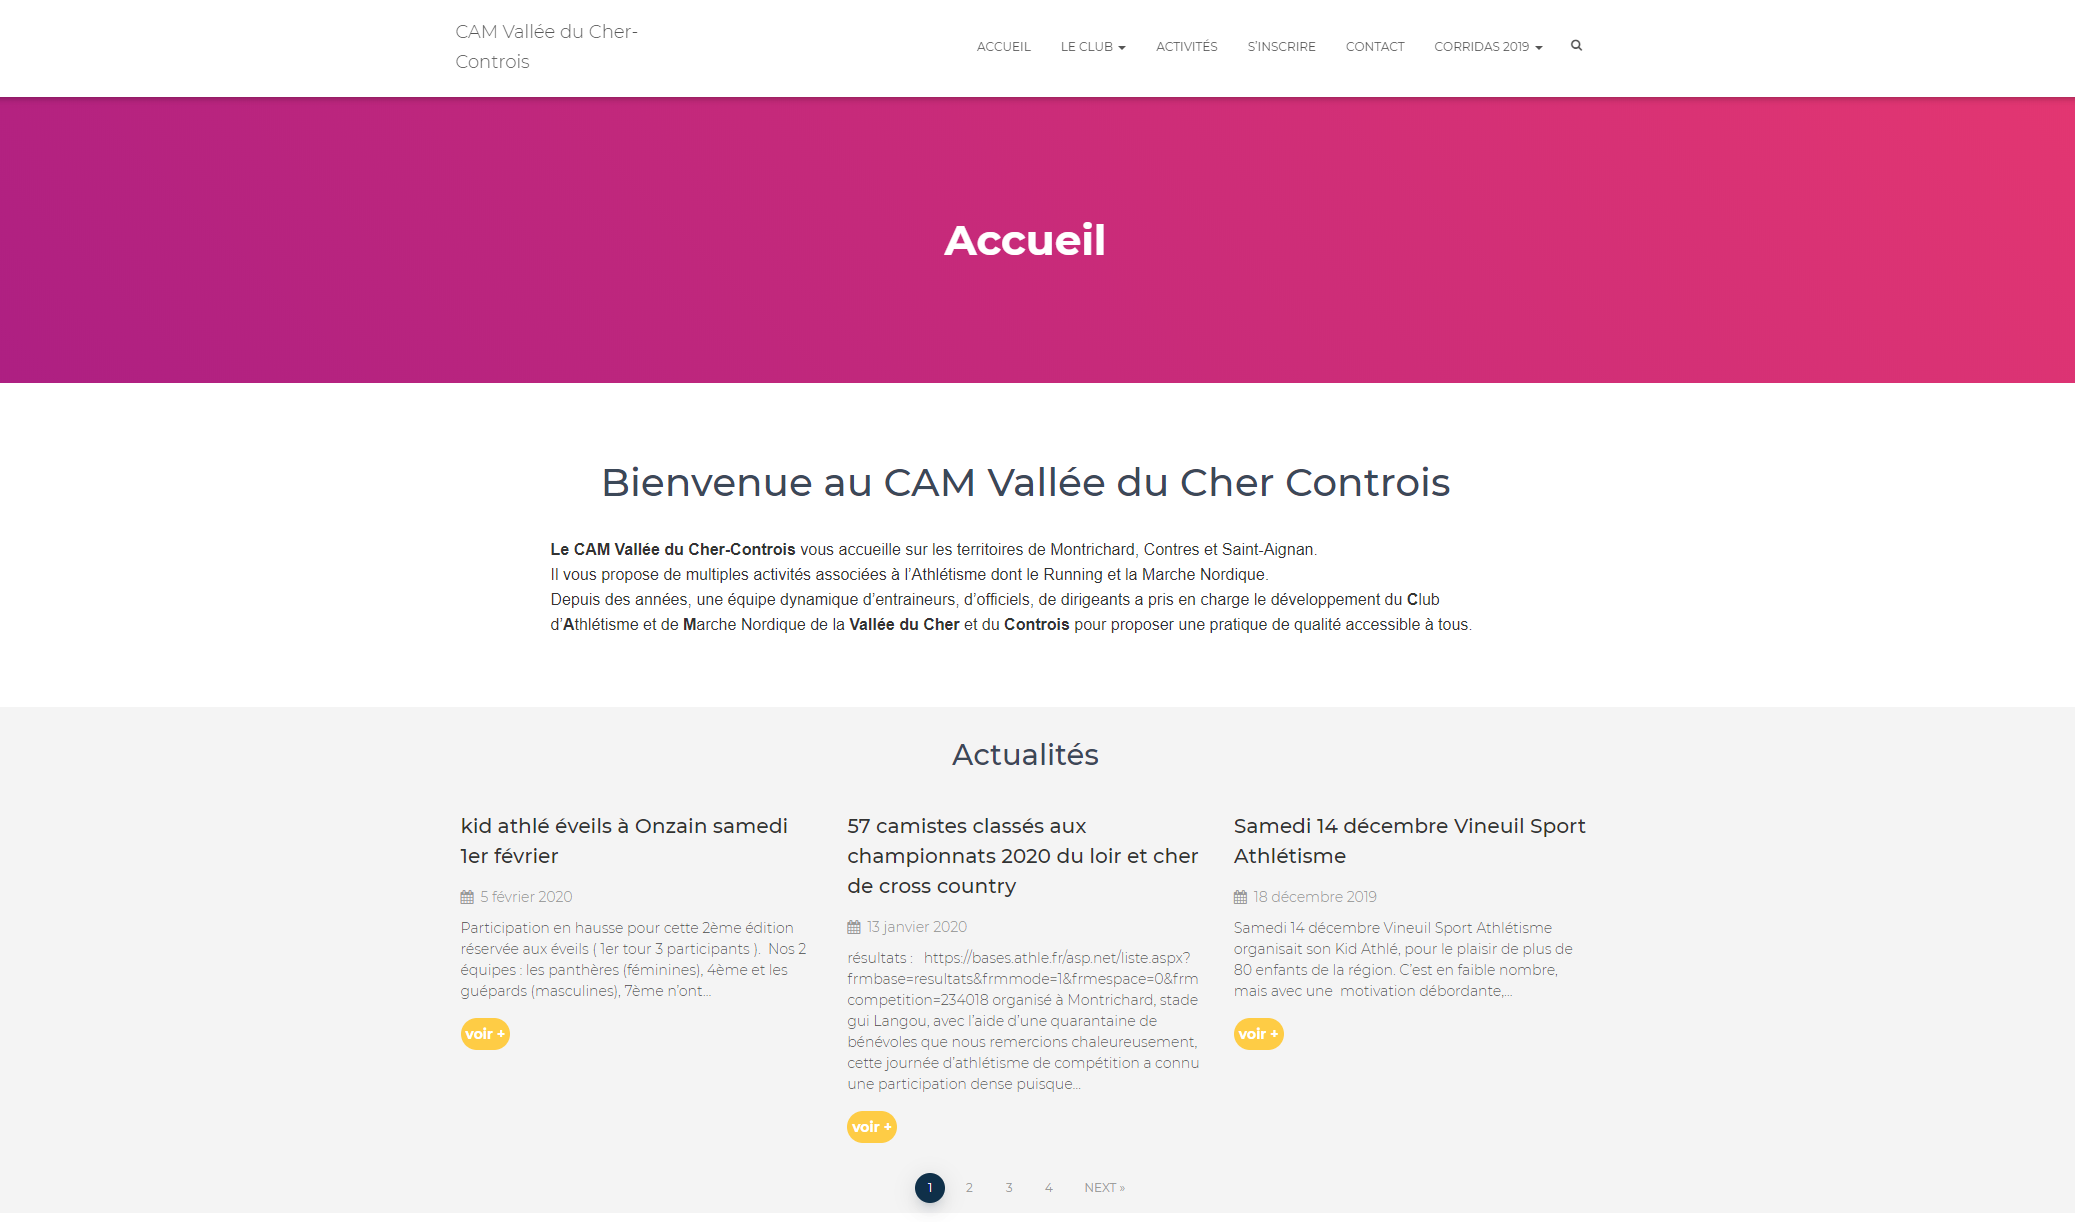 CAM Vallée du Cher-
Controis
ACCUEIL LE CLUB ACTIVITÉS S'INSCRIRE CONTACT CORRIDAS 2019
Accueil
Bienvenue au CAM Vallée du Cher Controis
Le CAM Vallée du Cher-Controis vous accueille sur les territoires de Montrichard, Contres et Saint-Aignan.
Il vous propose de multiples activités associées à l’Athlétisme dont le Running et la Marche Nordique.
Depuis des années, une équipe dynamique d’entraineurs, d’officiels, de dirigeants a pris en charge le développement du Club
d’Athlétisme et de Marche Nordique de la Vallée du Cher et du Controis pour proposer une pratique de qualité accessible à tous.
Actualités
kid athlé éveils à Onzain samedi
1er février
5 février 2020
Participation en hausse pour cette 2ème édition
réservée aux éveils ( 1er tour 3 participants ).  Nos 2
équipes : les panthères (féminines), 4ème et les
guépards (masculines), 7ème n’ont…
voir +
57 camistes classés aux
championnats 2020 du loir et cher
de cross country
13 janvier 2020
résultats :   https://bases.athle.fr/asp.net/liste.aspx?
frmbase=resultats&frmmode=1&frmespace=0&frm
competition=234018 organisé à Montrichard, stade
gui Langou, avec l’aide d’une quarantaine de
bénévoles que nous remercions chaleureusement,
cette journée d’athlétisme de compétition a connu
une participation dense puisque…
voir +
Samedi 14 décembre Vineuil Sport
Athlétisme
18 décembre 2019
Samedi 14 décembre Vineuil Sport Athlétisme
organisait son Kid Athlé, pour le plaisir de plus de
80 enfants de la région. C’est en faible nombre,
mais avec une  motivation débordante,…
voir +
1 2 3 4 NEXT »